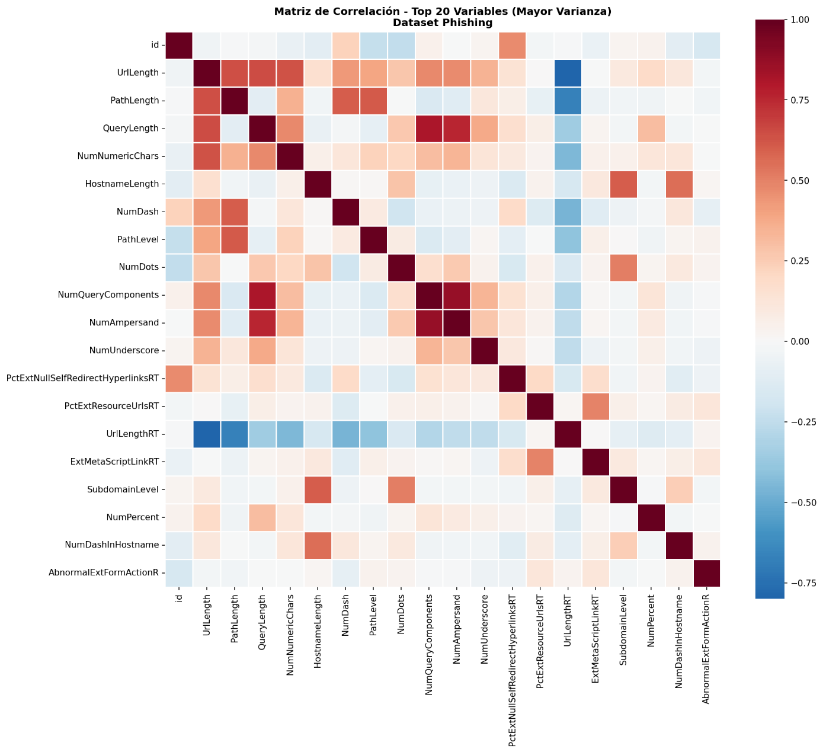 Matriz de Correlación - Top 20 Variables (Mayor Varianza)
Dataset Phishing
id
UrlLength
PathLength
QueryLength
NumNumericChars
HostnameLength
NumDash
PathLevel
NumDots
NumQueryComponents
NumAmpersand
NumUnderscore
PctExtNullSelfRedirectHyperlinksRT
PctExtResourceUrlsRT
UrlLengthRT
ExtMetaScriptLinkRT
SubdomainLevel
NumPercent
NumDashInHostname
AbnormalExtFormActionR
id
UrlLength
PathLength
QueryLength
NumNumericChars
HostnameLength
NumDash
PathLevel
NumDots
NumQueryComponents
NumAmpersand
NumUnderscore
PctExtNullSelfRedirectHyperlinksRT
PctExtResourceUrlsRT
UrlLengthRT
ExtMetaScriptLinkRT
SubdomainLevel
NumPercent
NumDashInHostname
AbnormalExtFormActionR
1.00
0.75
0.50
0.25
0.00
−0.25
−0.50
−0.75